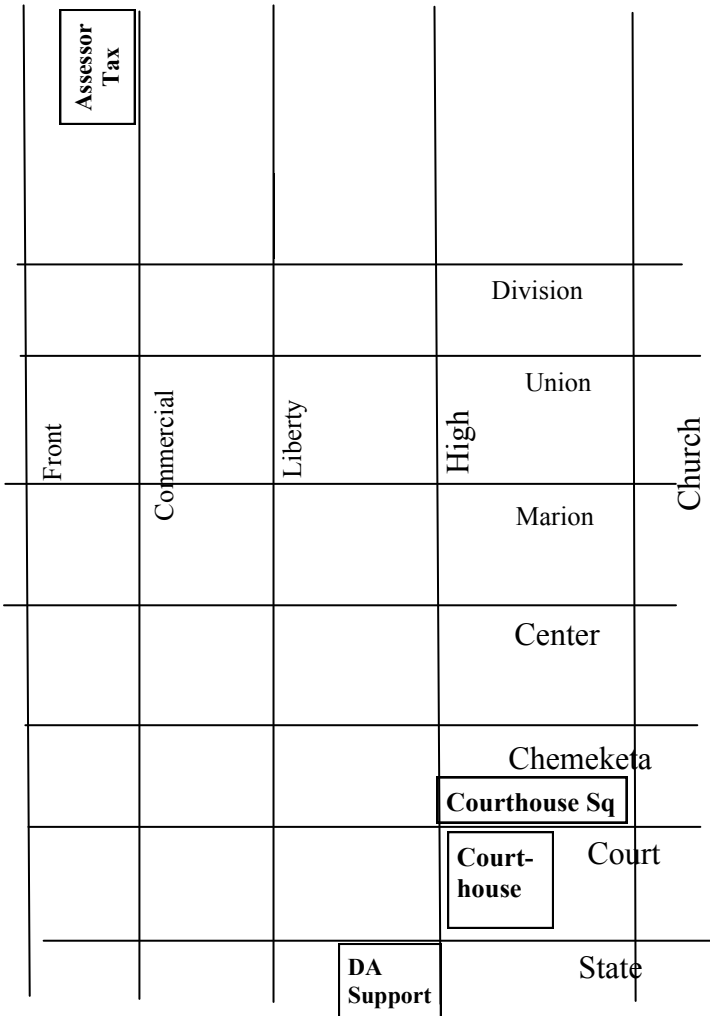 Assessor
Tax
Division
Union
Front
Commercial
Liberty
High
Church
Marion
Center
Chemeketa
Courthouse Sq
Court-
house
Court
DA
Support
State